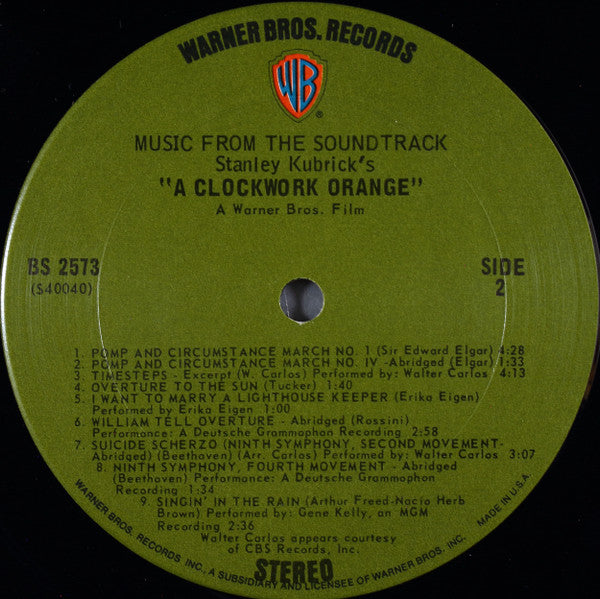 WARNER BROS. RECORDS
WB
®
MUSIC FROM THE SOUNDTRACK
Stanley Kubrick's
"A CLOCKWORK ORANGE"
A Warner Bros. Film
BS 2573
(S40040)
SIDE
2
1. POMP AND CIRCUMSTANCE MARCH NO. I (Sir Edward Elgar) 4:28
2. POMP AND CIRCUMSTANCE MARCH NO. IV -Abridged (Elgar) 1:33
3. TIMESTEPS - Excerpt (W. Carlos) Performed by: Walter Carlos 4:13
4. OVERTURE TO THE SUN (Tucker) 1:40
5. I WANT TO MARRY A LIGHTHOUSE KEEPER (Erika Eigen)
Performed by Erika Eigen 1:00
6. WILLIAM TELL OVERTURE - Abridged (Rossini)
Performance: A Deutsche Grammophon Recording 2:58
7. SUICIDE SCHERZO (NINTH SYMPHONY, SECOND MOVEMENT-
Abridged) (Beethoven) (Arr. Carlos) Performed by: Walter Carlos 3:07
8. NINTH SYMPHONY, FOURTH MOVEMENT - Abridged
(Beethoven) Performance: A Deutsche Grammophon
Recording 1:34
9. SINGIN' IN THE RAIN (Arthur Freed-Nacio Herb
Brown) Performed by: Gene Kelly, an MGM
Recording 2:36
Walter Carlos appears courtesy
of CBS Records, Inc.
STEREO
WARNER BROS. RECORDS INC., A SUBSIDIARY AND LICENSEE OF WARNER BROS. INC.
MADE IN U.S.A.